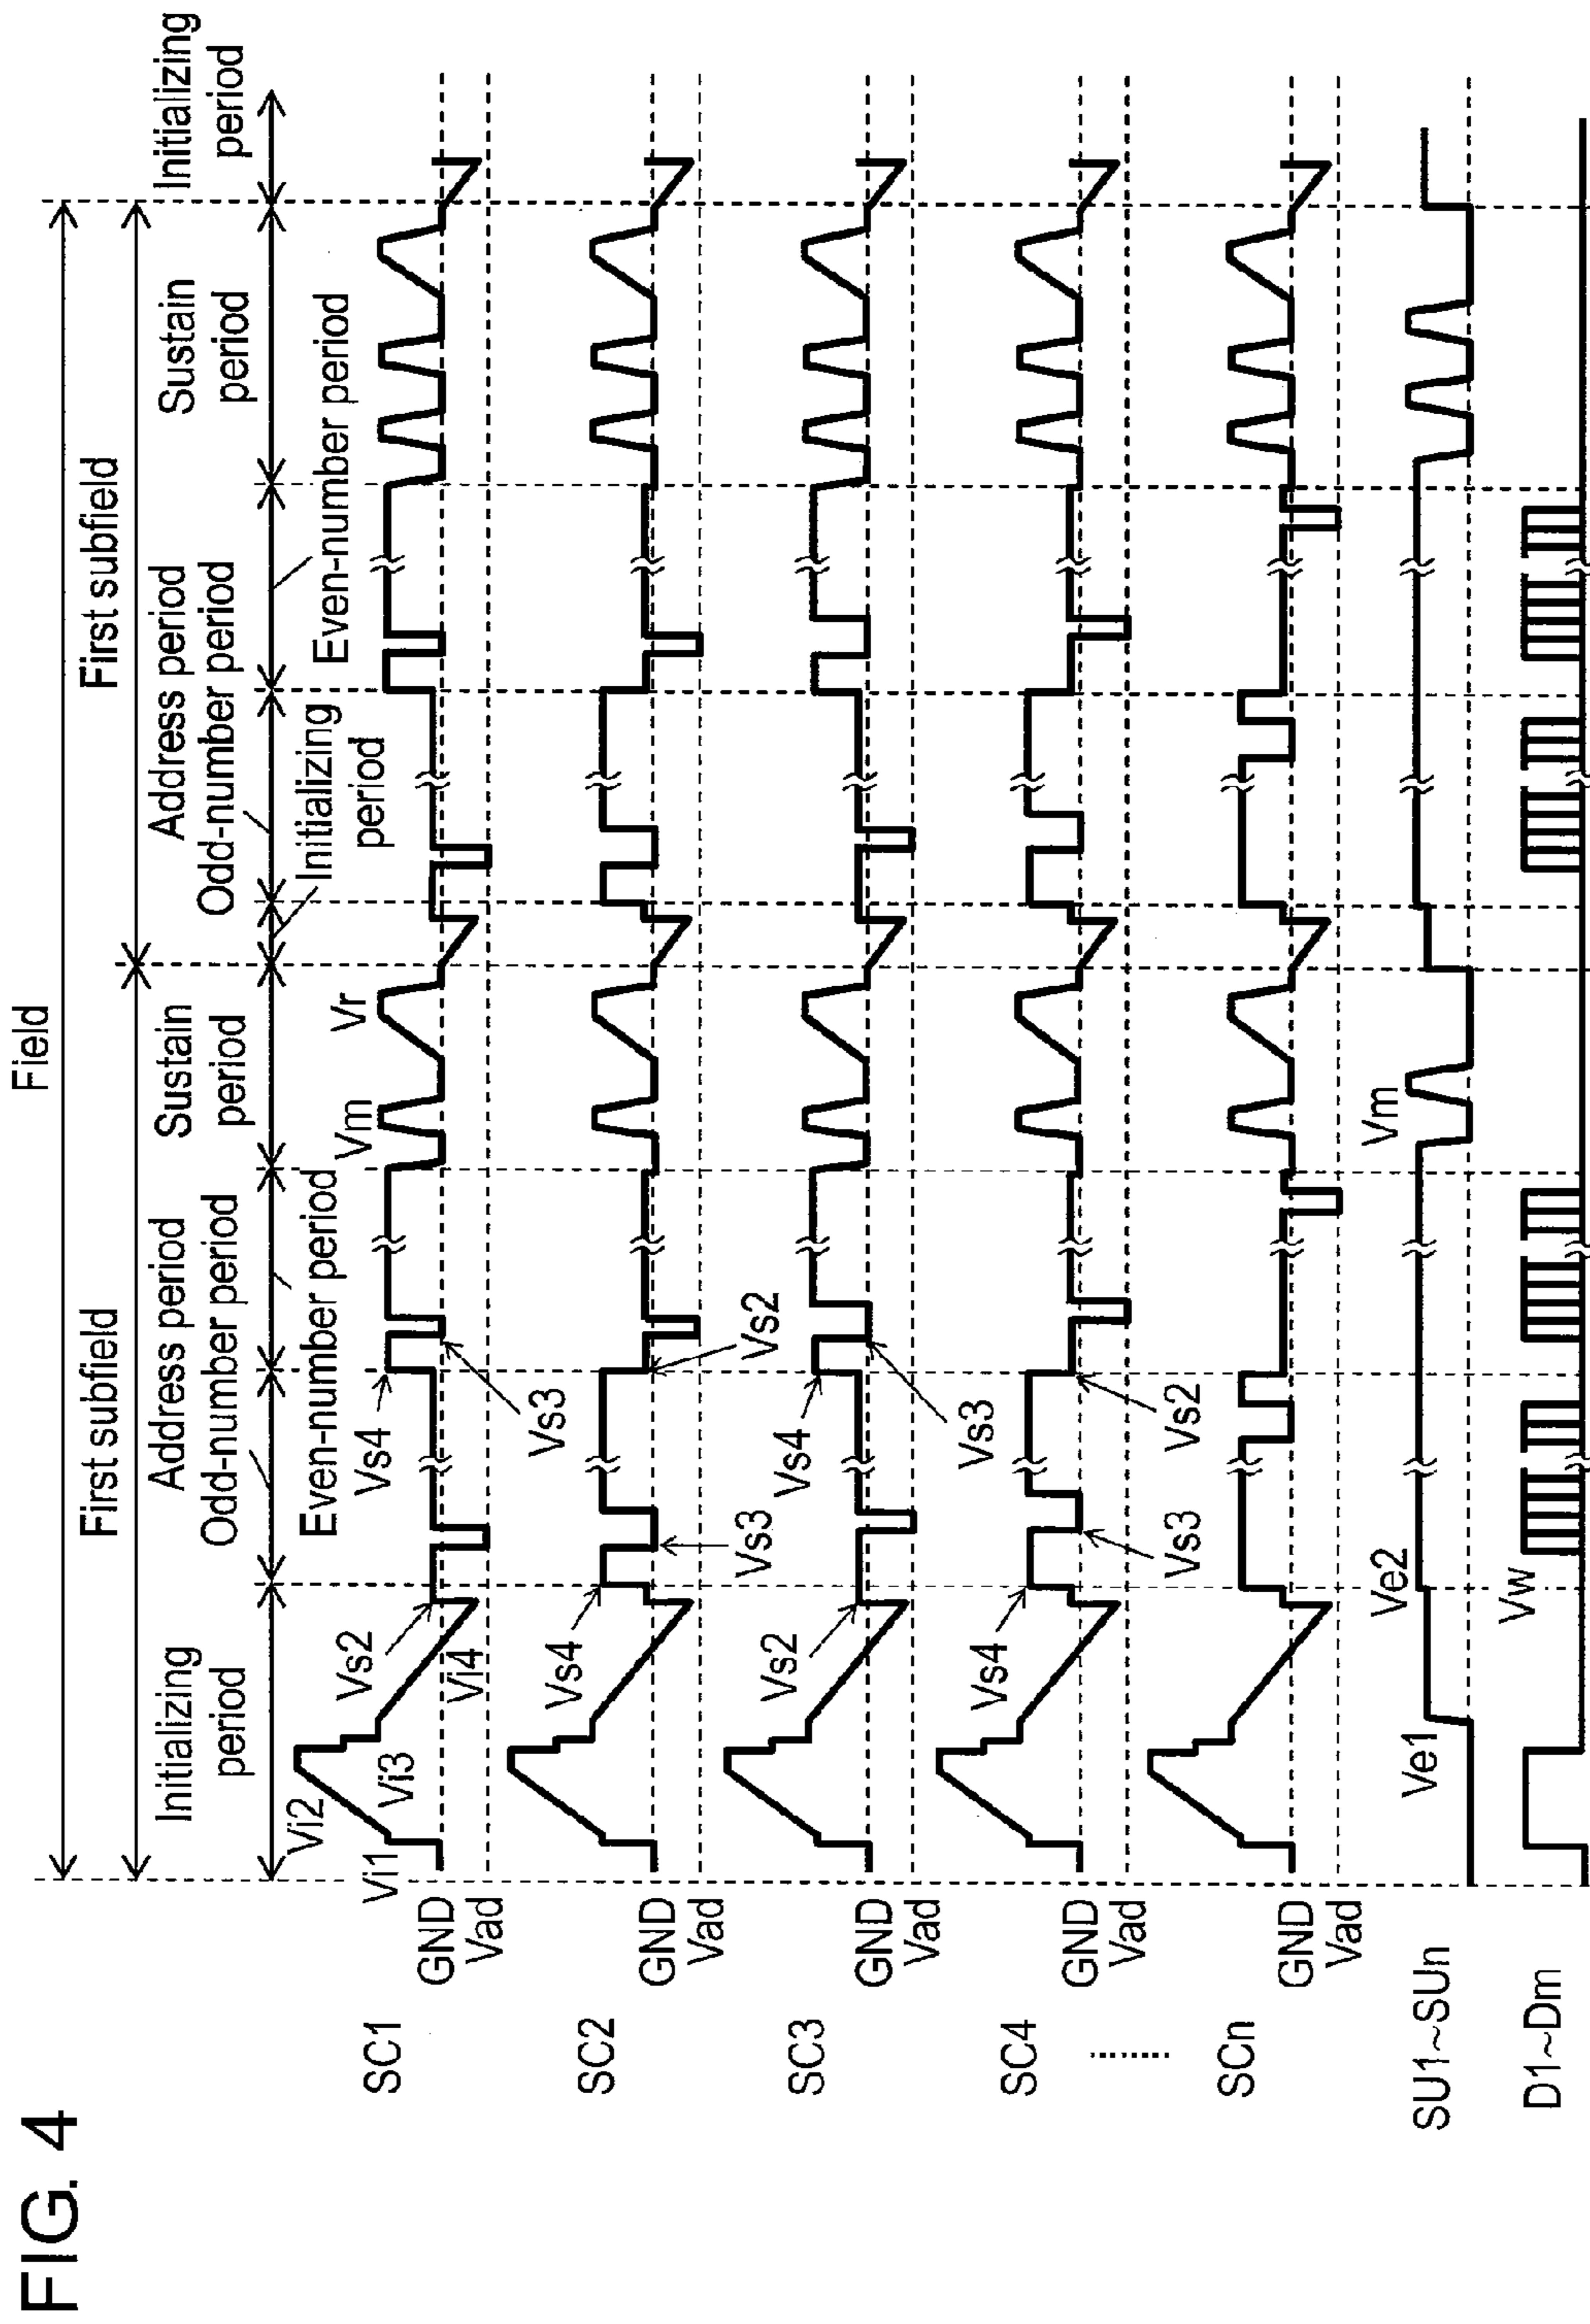 FIG. 4
Field
First subfield
First subfield
Initializing
period
Address period
Odd-number period
Even-number period
Sustain
period
Initializing
period
Address period
Odd-number period
Even-number period
Sustain
period
Initializing
period
SC1
GND
Vad
Vi1
Vi2
Vi3
Vi4
Vs2
Vs4
Vs3
Vm
Vr
SC2
GND
Vad
Vs4
Vs3
Vs2
SC3
GND
Vad
Vs2
Vs4
Vs3
SC4
GND
Vad
Vs4
Vs3
Vs2
SCn
GND
Vad
SU1~SUn
Ve1
Ve2
Vm
D1~Dm
Vw